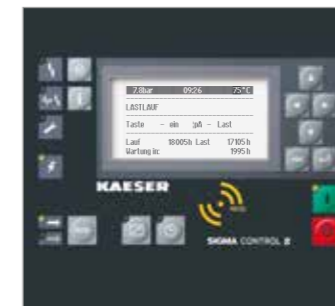 7.8bar 09:26 75°C
LASTLAUF
Taste - ein :pA - Last
Lauf 18005h Last 17105h
Wartung in: 1995h
KAESER
SIGMA CONTROL 2